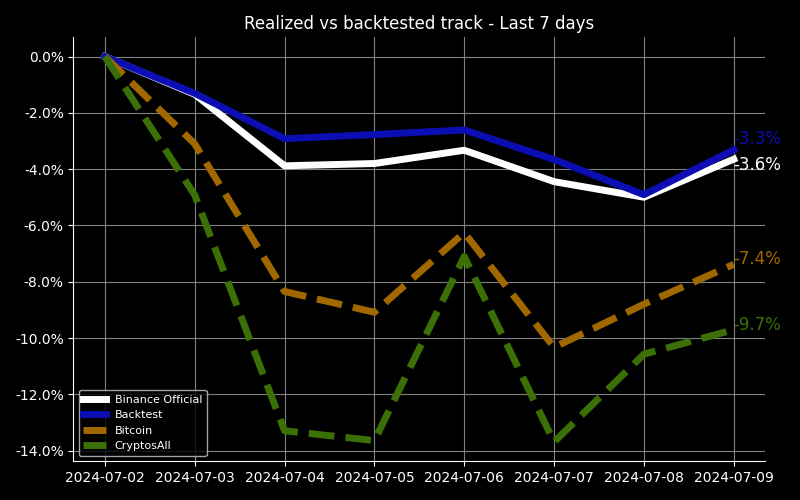 Realized vs backtested track - Last 7 days
0.0%
-2.0%
-4.0%
-6.0%
-8.0%
-10.0%
-12.0%
-14.0%
-3.3%
-3.6%
-7.4%
-9.7%
Binance Official
Backtest
Bitcoin
CryptosAll
2024-07-02 2024-07-03 2024-07-04 2024-07-05 2024-07-06 2024-07-07 2024-07-08 2024-07-09